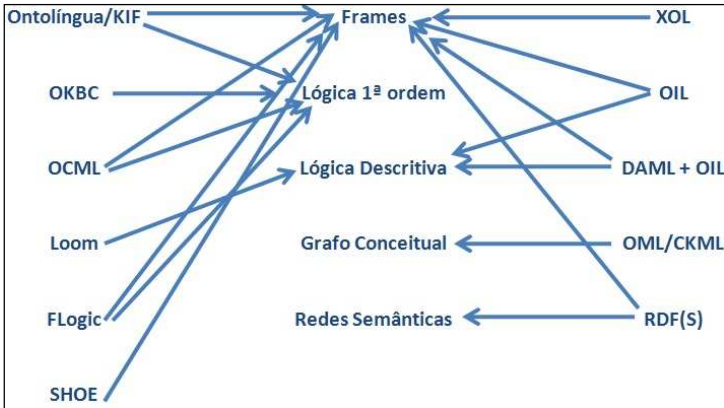 Ontolíngua/KIF Frames XOL
OKBC Lógica 1ª ordem OIL
OCML Lógica Descritiva DAML + OIL
Loom Grafo Conceitual OML/CKML
FLogic Redes Semânticas RDF(S)
SHOE